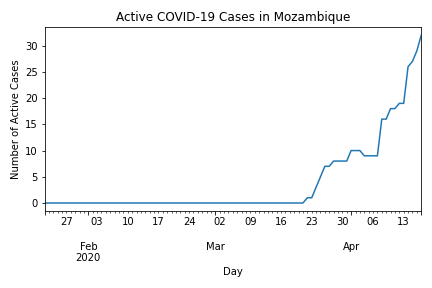 Active COVID-19 Cases in Mozambique
30
25
20
15
10
5
0
Number of Active Cases
27 03 10 17 24 02 09 16 23 30 06 13
Feb Mar Apr
2020
Day